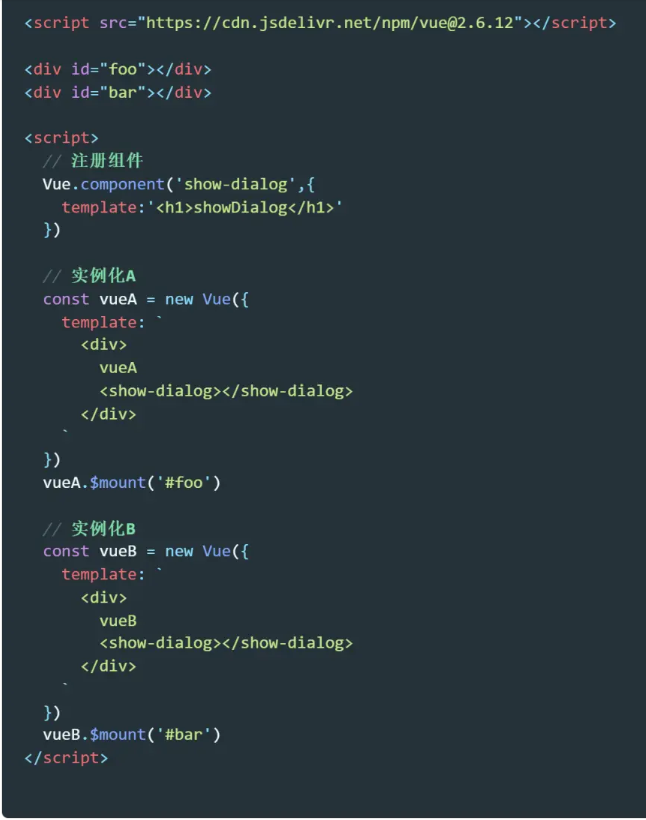 <script src="https://cdn.jsdelivr.net/npm/vue@2.6.12"></script>
<div id="foo"></div>
<div id="bar"></div>
<script>
// 注册组件
Vue.component('show-dialog',{
template:'<h1>showDialog</h1>'
})
// 实例化A
const vueA = new Vue({
template: `
<div>
vueA
<show-dialog></show-dialog>
</div>
`
})
vueA.$mount('#foo')
// 实例化B
const vueB = new Vue({
template: `
<div>
vueB
<show-dialog></show-dialog>
</div>
`
})
vueB.$mount('#bar')
</script>